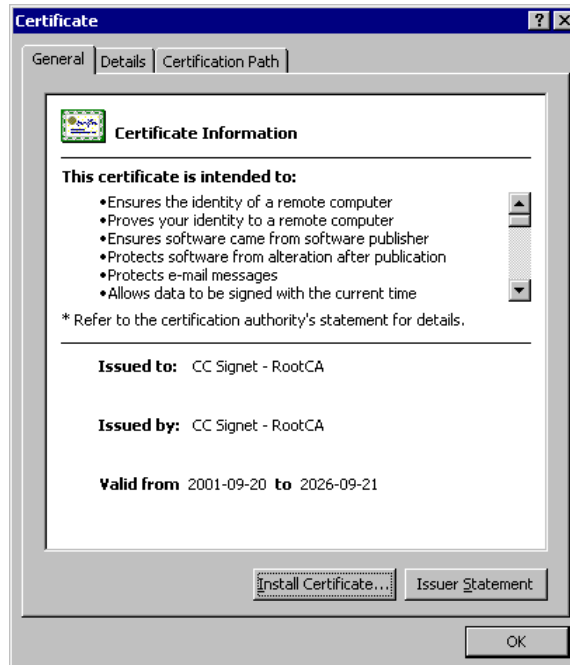 Certificate
General Details Certification Path
Certificate Information
This certificate is intended to:
•Ensures the identity of a remote computer
•Proves your identity to a remote computer
•Ensures software came from software publisher
•Protects software from alteration after publication
•Protects e-mail messages
•Allows data to be signed with the current time
* Refer to the certification authority's statement for details.
Issued to: CC Signet - RootCA
Issued by: CC Signet - RootCA
Valid from 2001-09-20 to 2026-09-21
Install Certificate... Issuer Statement
OK